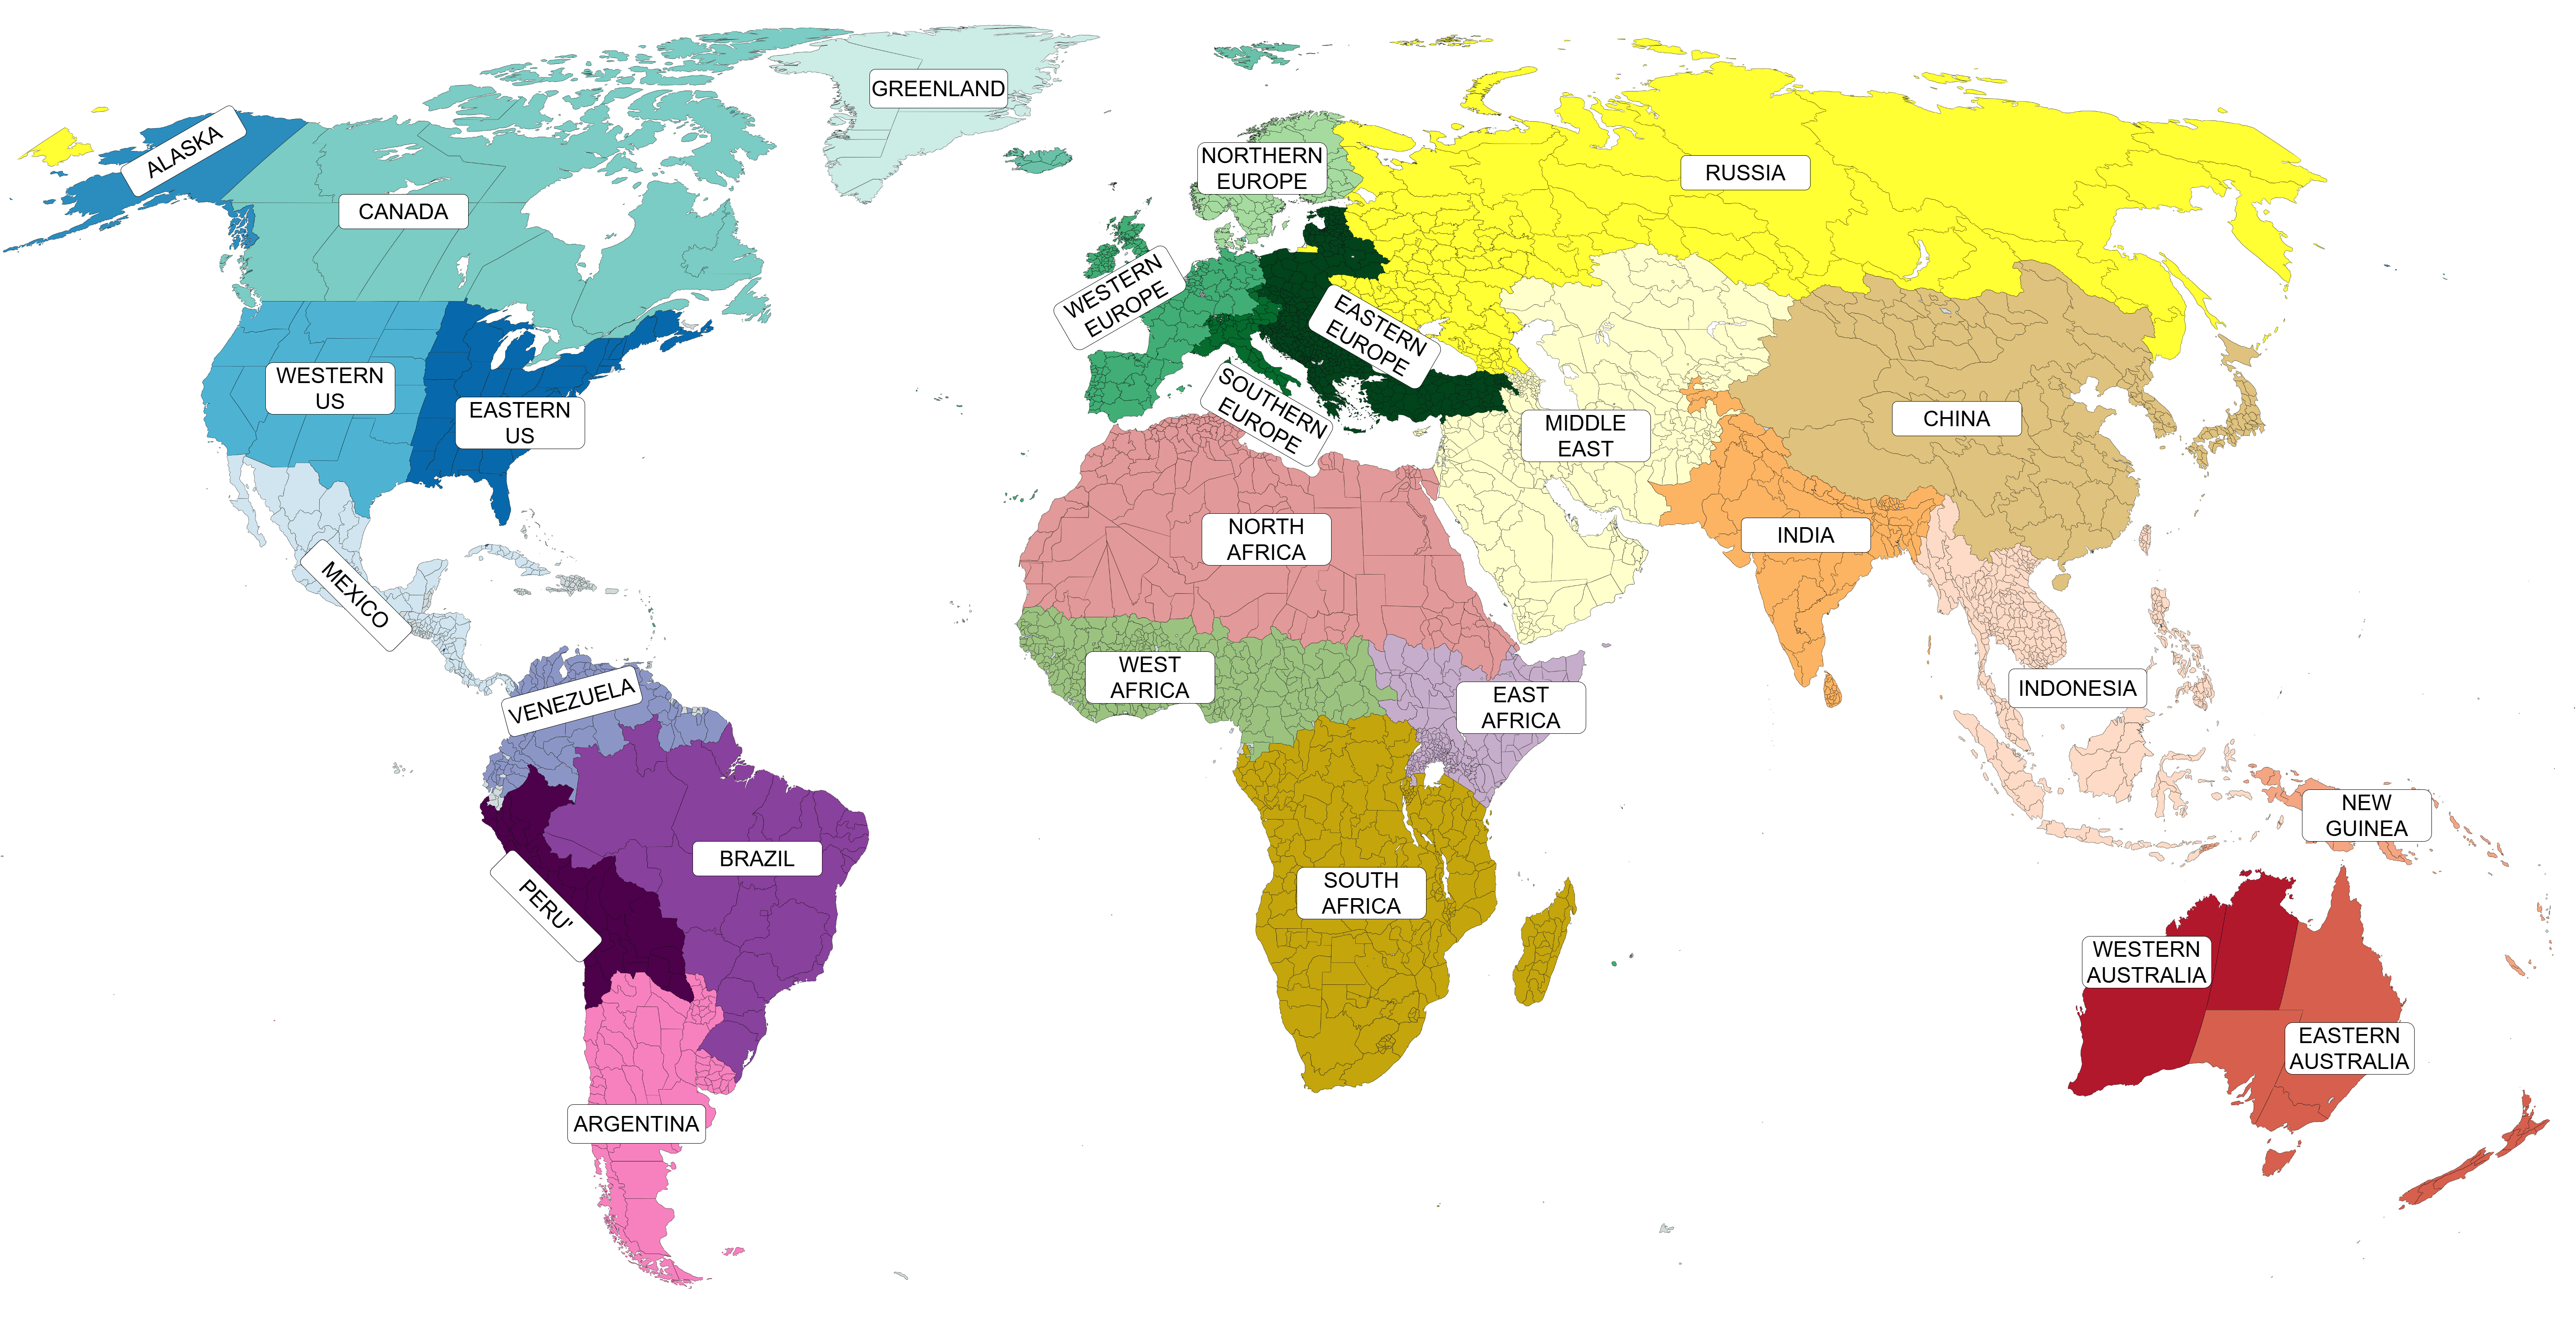 GREENLAND
ALASKA
CANADA
NORTHERN
EUROPE
RUSSIA
WESTERN
EUROPE
EASTERN
EUROPE
SOUTHERN
EUROPE
WESTERN
US
EASTERN
US
MIDDLE
EAST
CHINA
MEXICO
NORTH
AFRICA
INDIA
VENEZUELA
WEST
AFRICA
EAST
AFRICA
INDONESIA
NEW
GUINEA
BRAZIL
PERU'
SOUTH
AFRICA
WESTERN
AUSTRALIA
EASTERN
AUSTRALIA
ARGENTINA